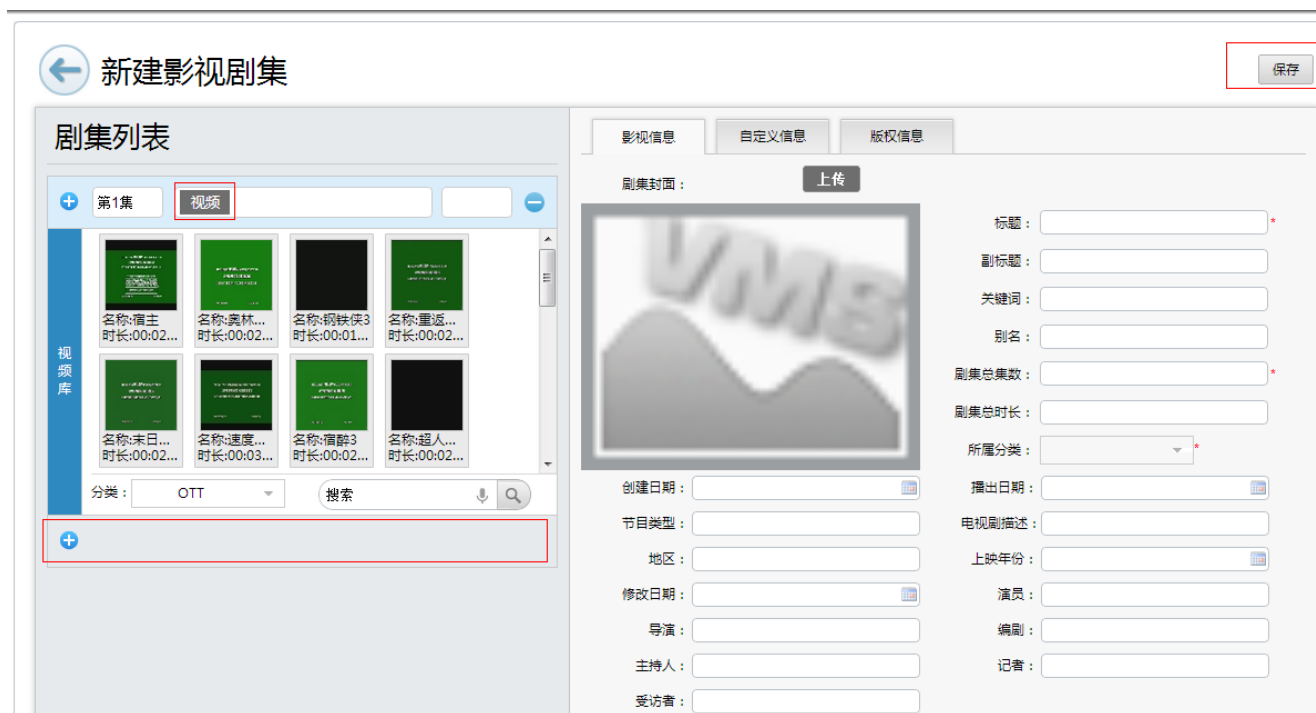 新建影视剧集
保存
剧集列表
第1集
视频
视频库
名称:宿主
时长:00:02...
名称:奥林...
时长:00:02...
名称:钢铁侠3
时长:00:01...
名称:重返...
时长:00:02...
名称:末日...
时长:00:02...
名称:速度...
时长:00:03...
名称:宿醉3
时长:00:02...
名称:超人...
时长:00:02...
分类：
OTT
搜索
影视信息
自定义信息
版权信息
剧集封面：
上传
VMS
标题： *
副标题：
关键词：
别名：
剧集总集数： *
剧集总时长：
所属分类： *
创建日期：
播出日期：
节目类型：
电视剧描述：
地区：
上映年份：
修改日期：
演员：
导演：
编剧：
主持人：
记者：
受访者：